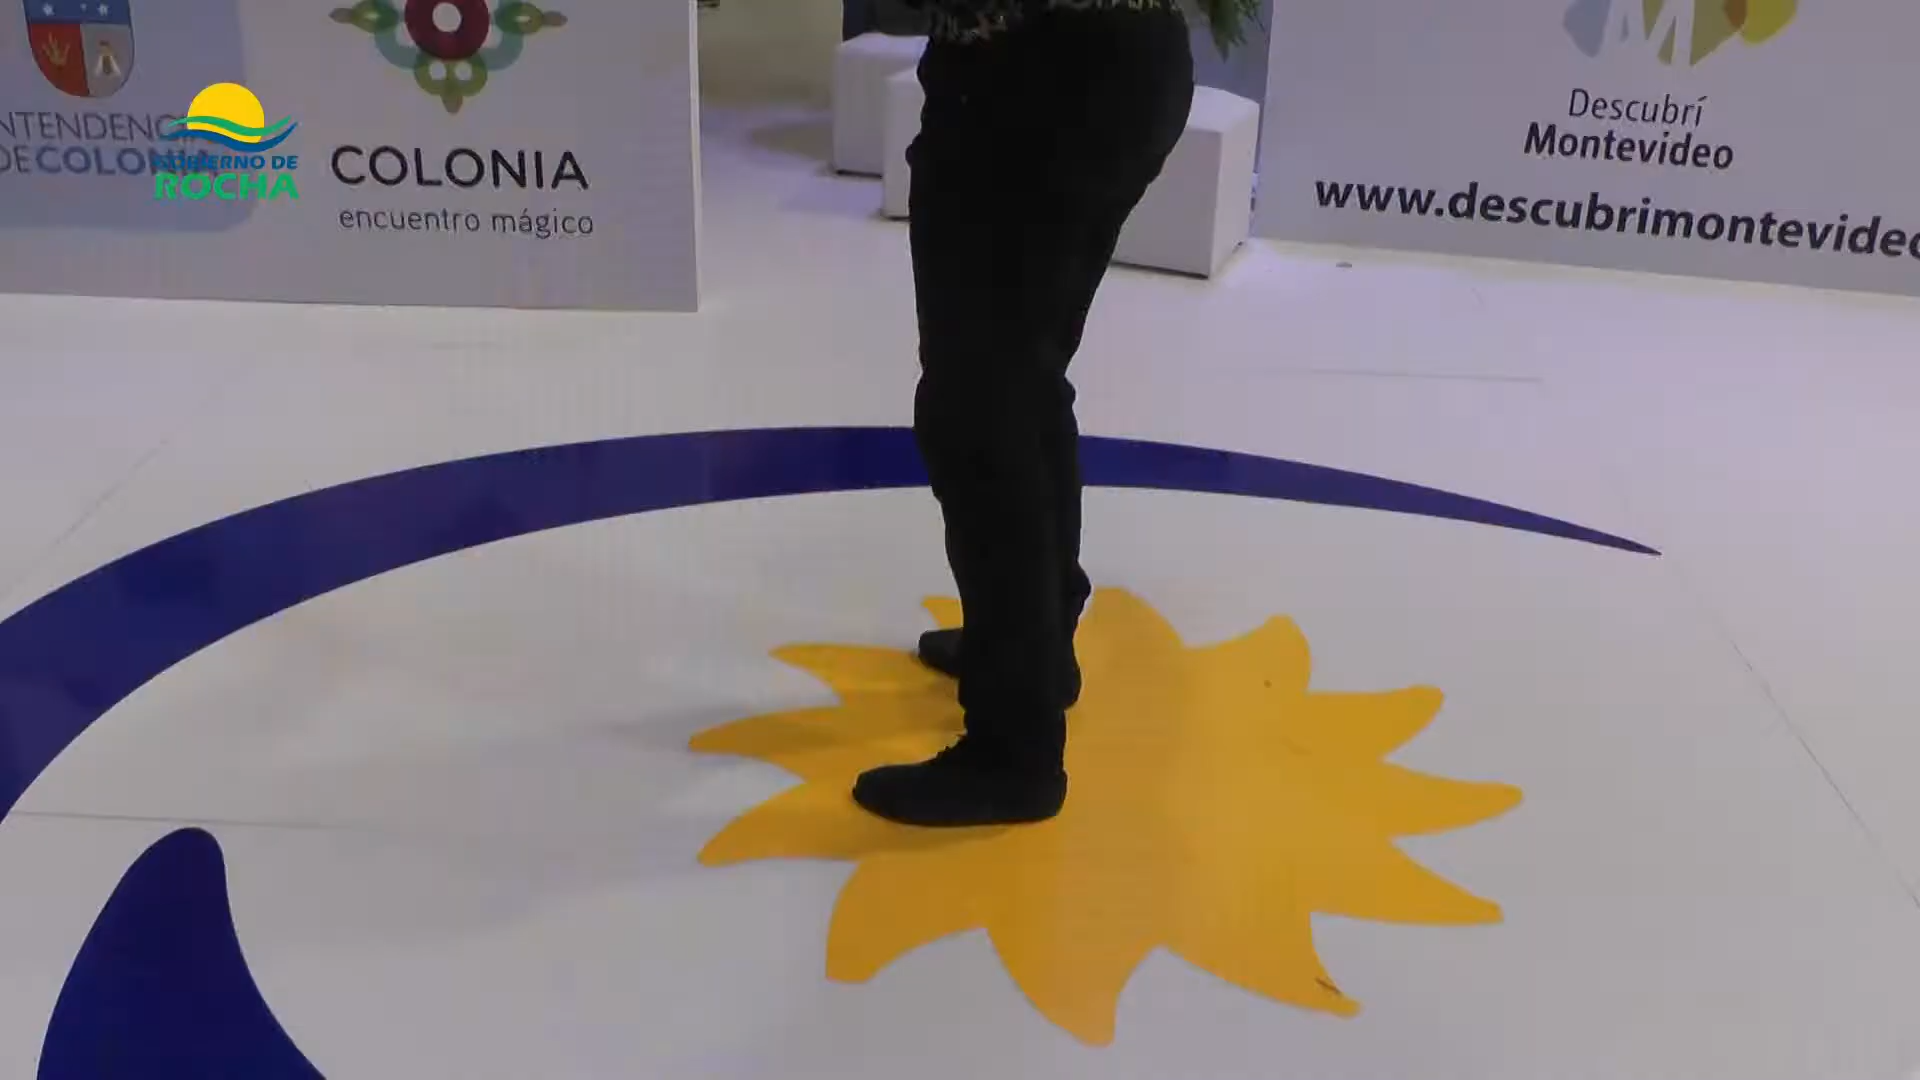 INTENDENCIA
DE COLONIA
GOBIERNO DE
ROCHA
COLONIA
encuentro mágico
Descubrí
Montevideo
www.descubrimontevideo